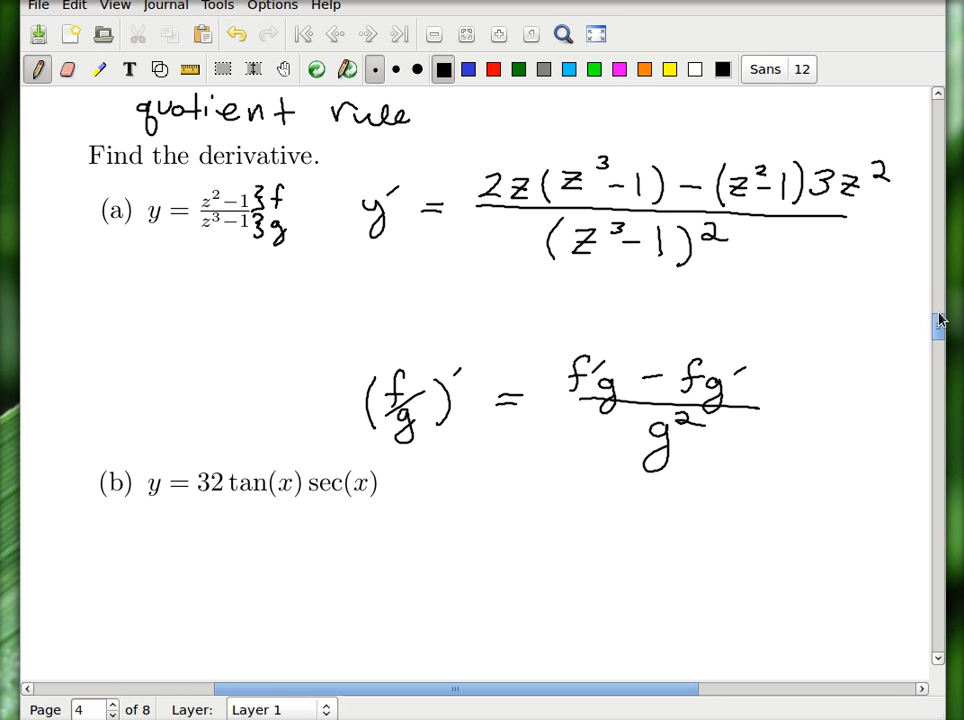 File Edit View Journal Tools Options Help
Sans 12
quotient rule
Find the derivative.
(a) y = z² − 1 / z³ − 1 }f }g y′ = 2z(z³ − 1) − (z² − 1)3z² / (z³ − 1)²
(f/g)′ = f′g − fg′ / g²
(b) y = 32 tan(x) sec(x)
Page 4 of 8 Layer: Layer 1